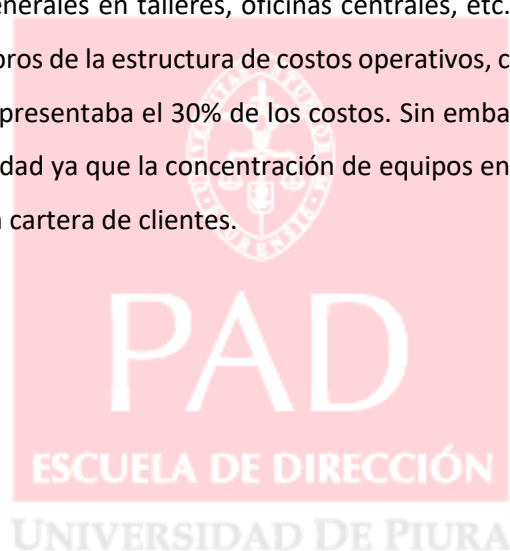 enerales en talleres, oficinas centrales, etc.
bros de la estructura de costos operativos, c
presentaba el 30% de los costos. Sin emba
dad ya que la concentración de equipos en
a cartera de clientes.
PAD
ESCUELA DE DIRECCIÓN
UNIVERSIDAD DE PIURA